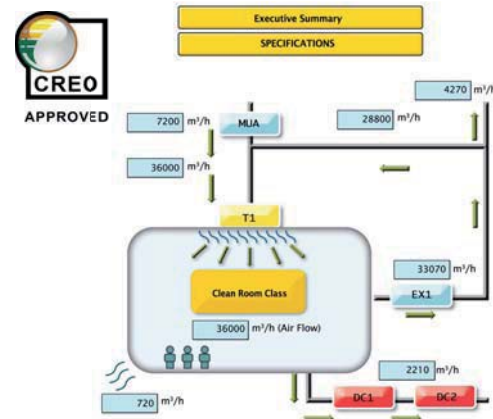 Executive Summary
SPECIFICATIONS
CREO
APPROVED
4270 m³/h
7200 m³/h
MUA
28800 m³/h
36000 m³/h
T1
Clean Room Class
33070 m³/h
EX1
36000 m³/h (Air Flow)
2210 m³/h
DC1
DC2
720 m³/h